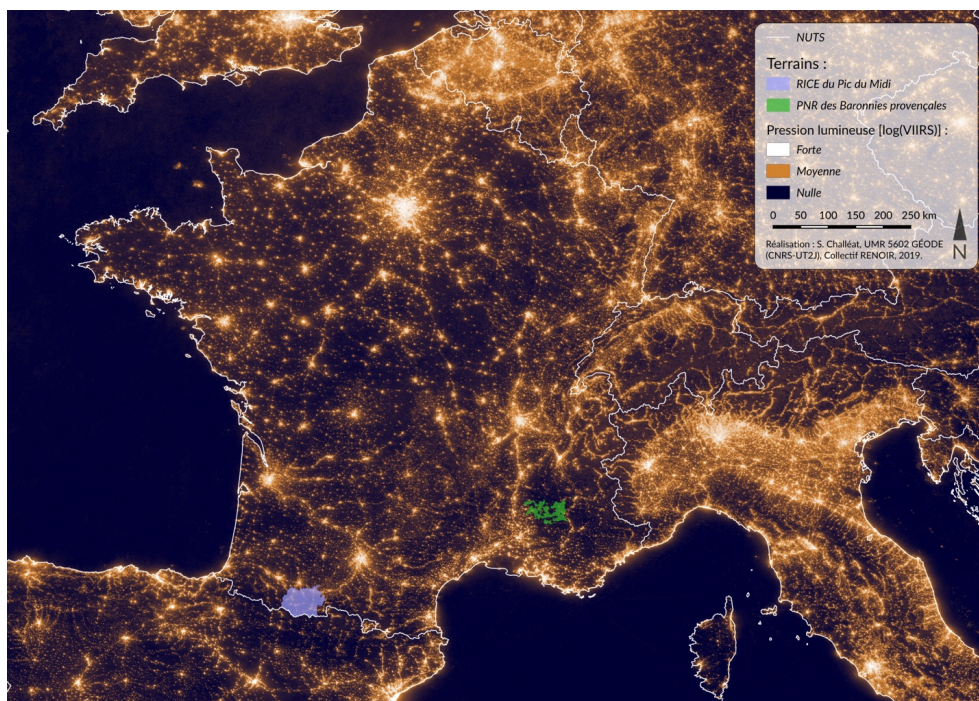 NUTS
Terrains :
RICE du Pic du Midi
PNR des Baronnies provençales
Pression lumineuse [log(VIIRS)] :
Forte
Moyenne
Nulle
0 50 100 150 200 250 km
Réalisation : S. Challéat, UMR 5602 GÉODE
(CNRS-UT2J), Collectif RENOIR, 2019.
N